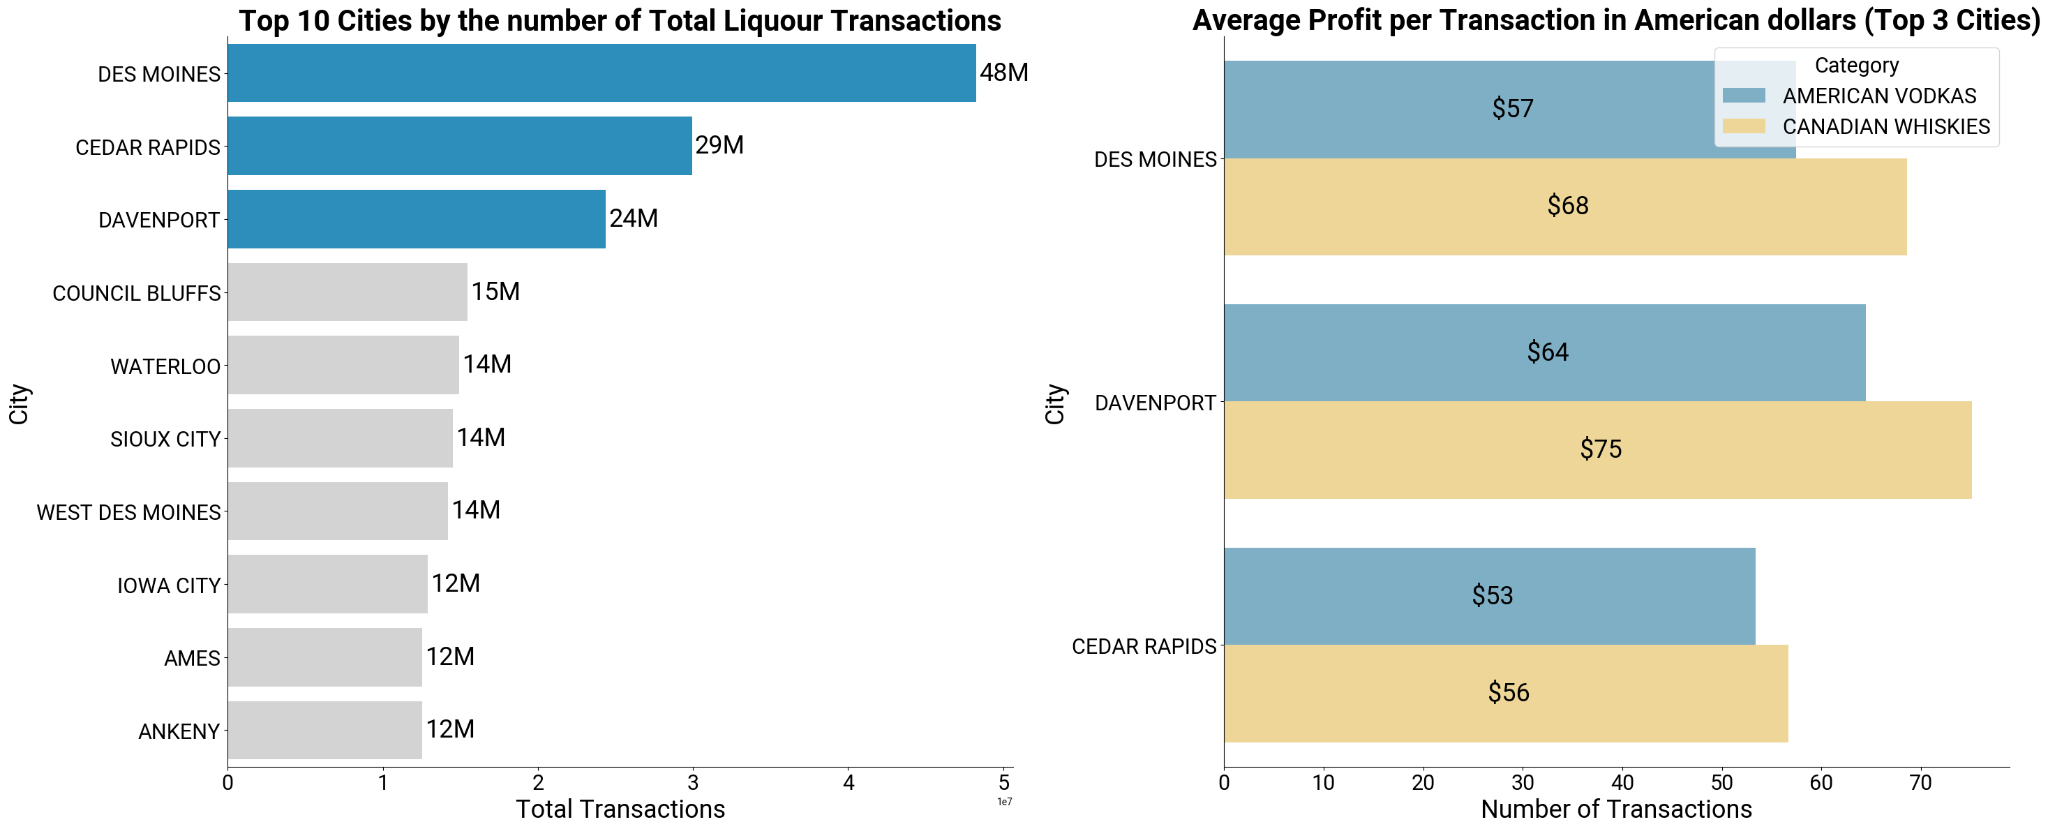 Top 10 Cities by the number of Total Liquour Transactions
DES MOINES
48M
CEDAR RAPIDS
29M
DAVENPORT
24M
COUNCIL BLUFFS
15M
WATERLOO
14M
SIOUX CITY
14M
WEST DES MOINES
14M
IOWA CITY
12M
AMES
12M
ANKENY
12M
City
0 1 2 3 4 5
1e7
Total Transactions
Average Profit per Transaction in American dollars (Top 3 Cities)
Category
AMERICAN VODKAS
CANADIAN WHISKIES
$57
DES MOINES
$68
$64
DAVENPORT
$75
$53
CEDAR RAPIDS
$56
City
0 10 20 30 40 50 60 70
Number of Transactions